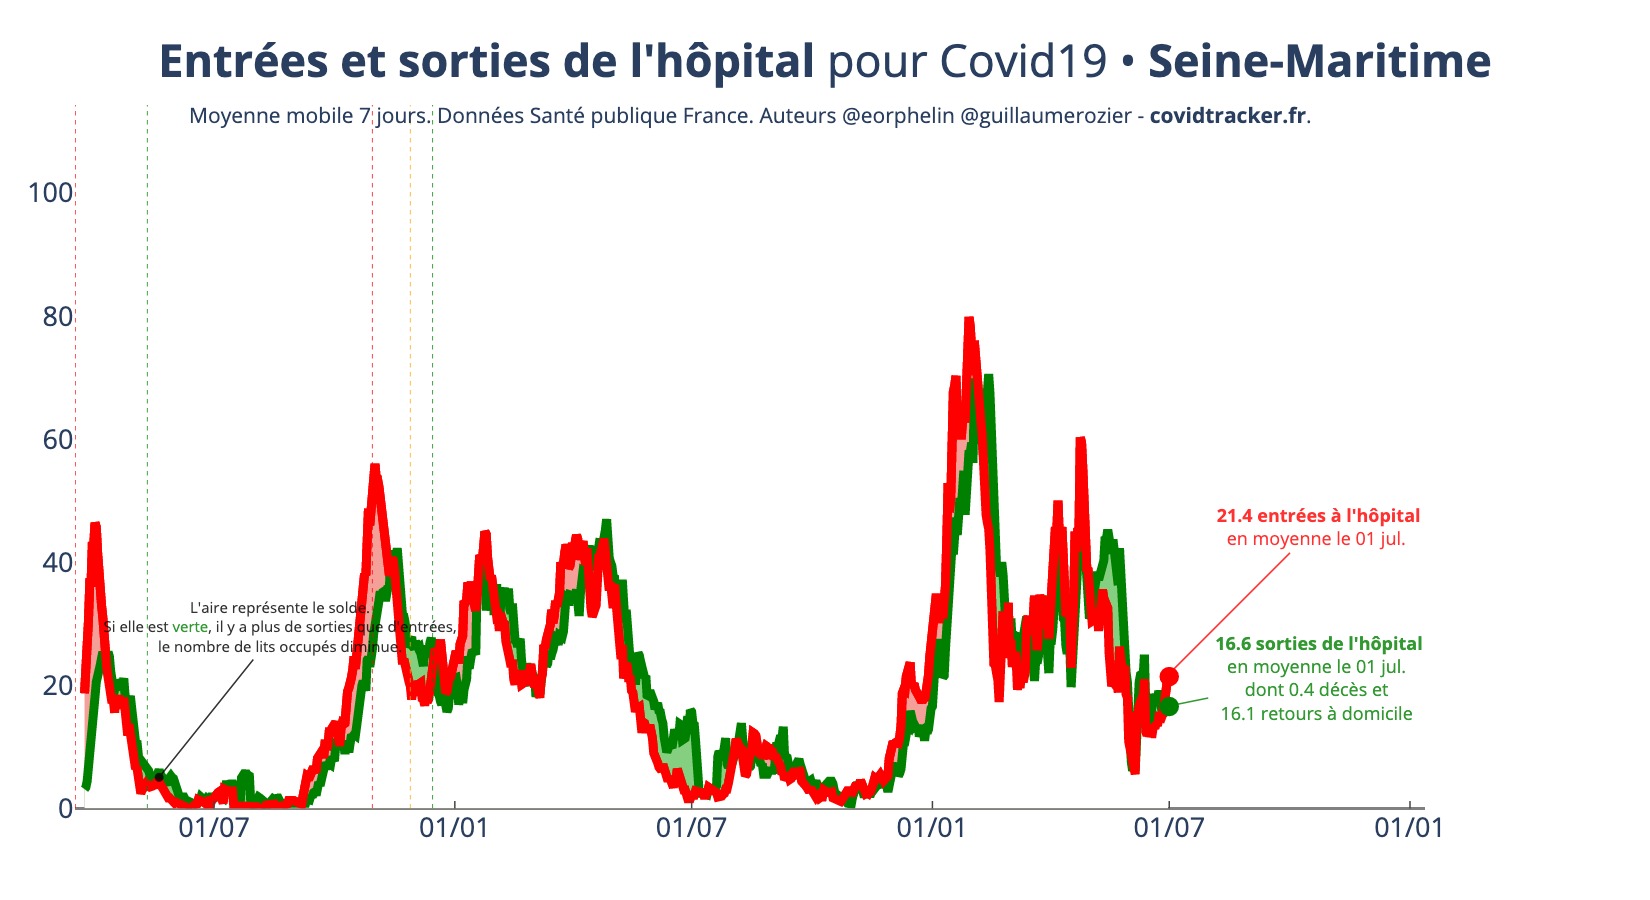 Entrées et sorties de l'hôpital pour Covid19 • Seine-Maritime
Moyenne mobile 7 jours. Données Santé publique France. Auteurs @eorphelin @guillaumerozier - covidtracker.fr.
100
80
60
40
20
0
L'aire représente le solde.
Si elle est verte, il y a plus de sorties que d'entrées,
le nombre de lits occupés diminue.
21.4 entrées à l'hôpital
en moyenne le 01 jul.
16.6 sorties de l'hôpital
en moyenne le 01 jul.
dont 0.4 décès et
16.1 retours à domicile
01/07 01/01 01/07 01/01 01/07 01/01